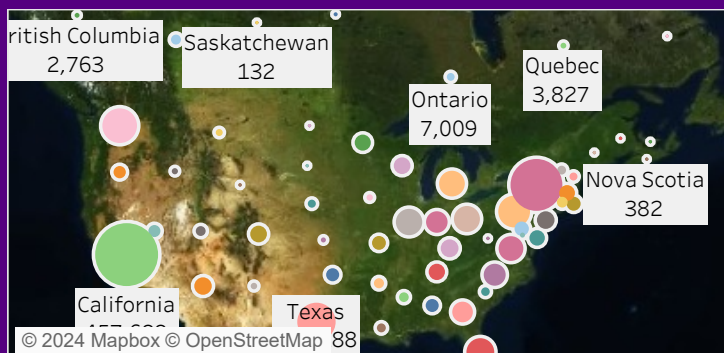 ritish Columbia
2,763
Saskatchewan
132
Quebec
3,827
Ontario
7,009
Nova Scotia
382
California
Texas
88
© 2024 Mapbox © OpenStreetMap